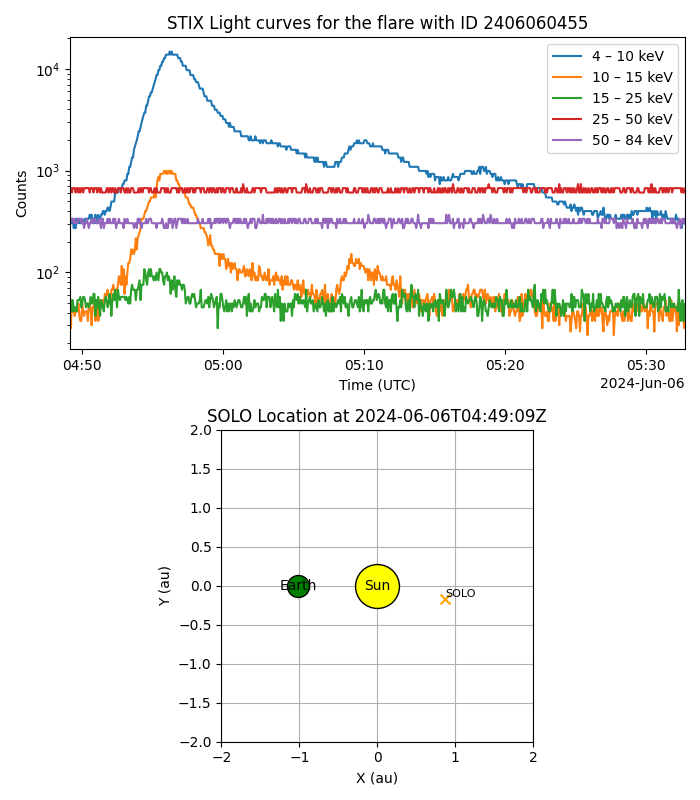 STIX Light curves for the flare with ID 2406060455
10⁴
10³
10²
Counts
4 – 10 keV
10 – 15 keV
15 – 25 keV
25 – 50 keV
50 – 84 keV
04:50 05:00 05:10 05:20 05:30
Time (UTC)
2024-Jun-06
SOLO Location at 2024-06-06T04:49:09Z
2.0
1.5
1.0
0.5
0.0
−0.5
−1.0
−1.5
−2.0
Y (au)
Earth
Sun
SOLO
−2 −1 0 1 2
X (au)